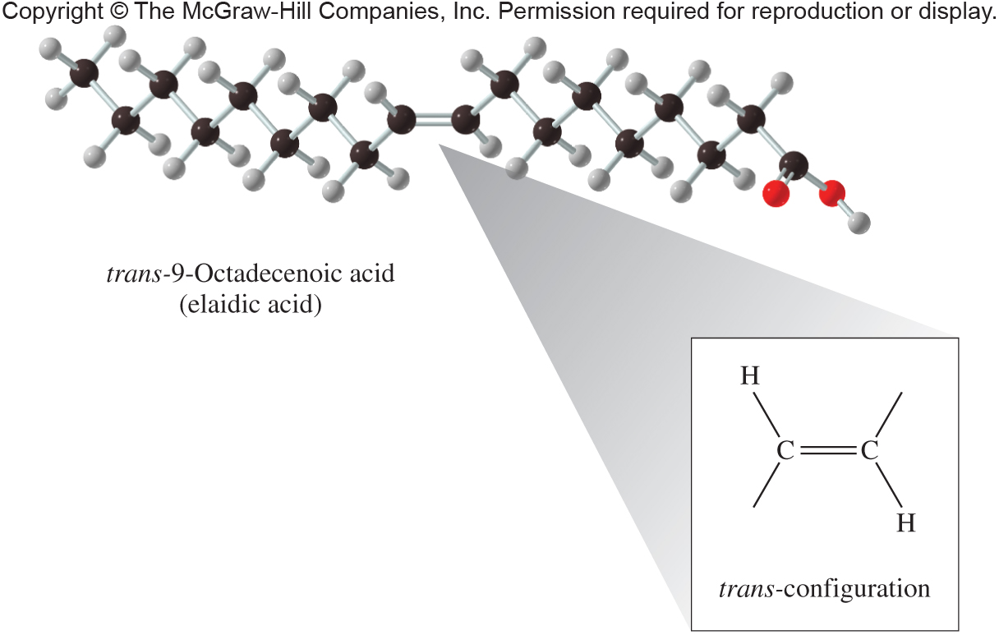 Copyright © The McGraw-Hill Companies, Inc. Permission required for reproduction or display.
trans-9-Octadecenoic acid
(elaidic acid)
H
C C
H
trans-configuration